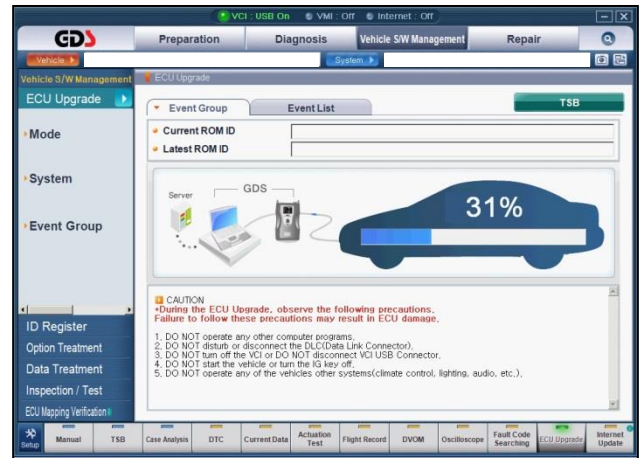 VCI : USB On VMI : Off Internet : Off
GDS Preparation Diagnosis Vehicle S/W Management Repair
Vehicle System
Vehicle S/W Management ECU Upgrade
ECU Upgrade
Event Group Event List TSB
Current ROM ID
Latest ROM ID
Mode
System
Event Group
Server GDS
31%
CAUTION
•During the ECU Upgrade, observe the following precautions.
Failure to follow these precautions may result in ECU damage.
1. DO NOT operate any other computer programs.
2. DO NOT disturb or disconnect the DLC(Data Link Connector).
3. DO NOT turn off the VCI or DO NOT disconnect VCI USB Connector.
4. DO NOT start the vehicle or turn the IG key off.
5. DO NOT operate any of the vehicles other systems(climate control, lighting, audio, etc.).
ID Register
Option Treatment
Data Treatment
Inspection / Test
ECU Mapping Verification
Setup Manual TSB Case Analysis DTC Current Data Actuation Test Flight Record DVOM Oscilloscope Fault Code Searching ECU Upgrade Internet Update